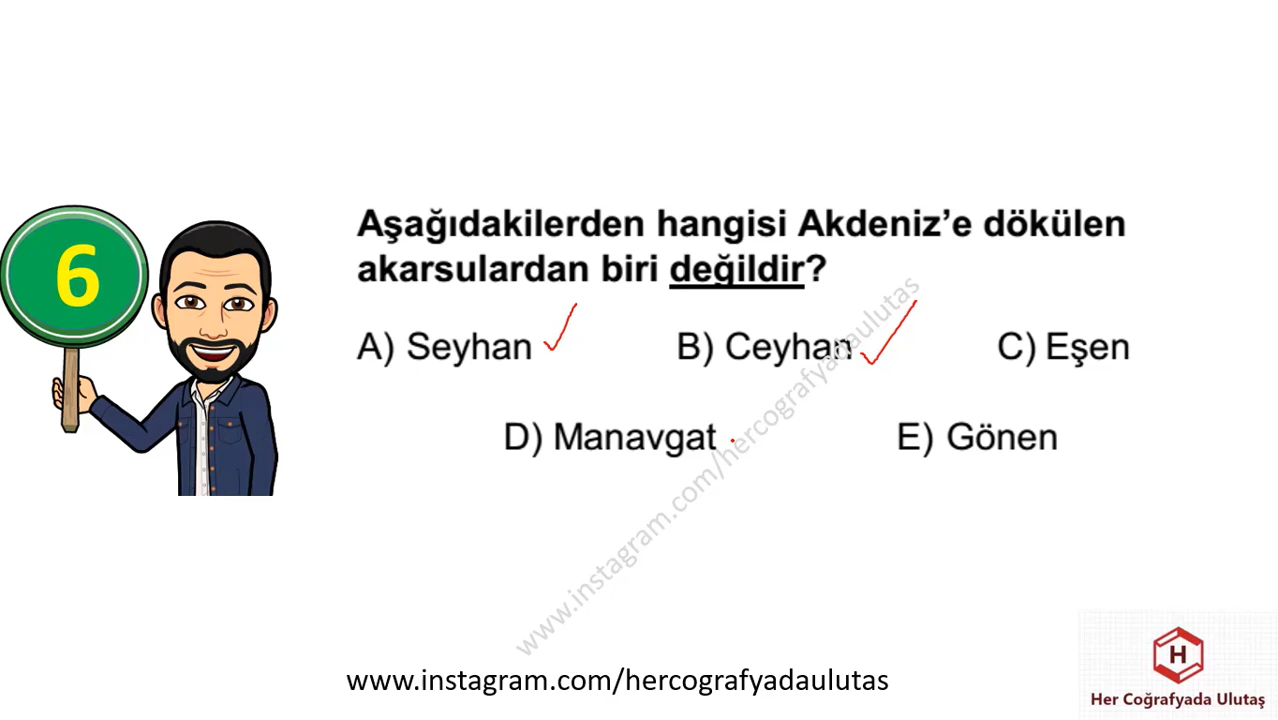 6
Aşağıdakilerden hangisi Akdeniz’e dökülen
akarsulardan biri değildir?
A) Seyhan B) Ceyhan C) Eşen
D) Manavgat E) Gönen
www.instagram.com/hercografyadaulutas
www.instagram.com/hercografyadaulutas
H
Her Coğrafyada Ulutaş